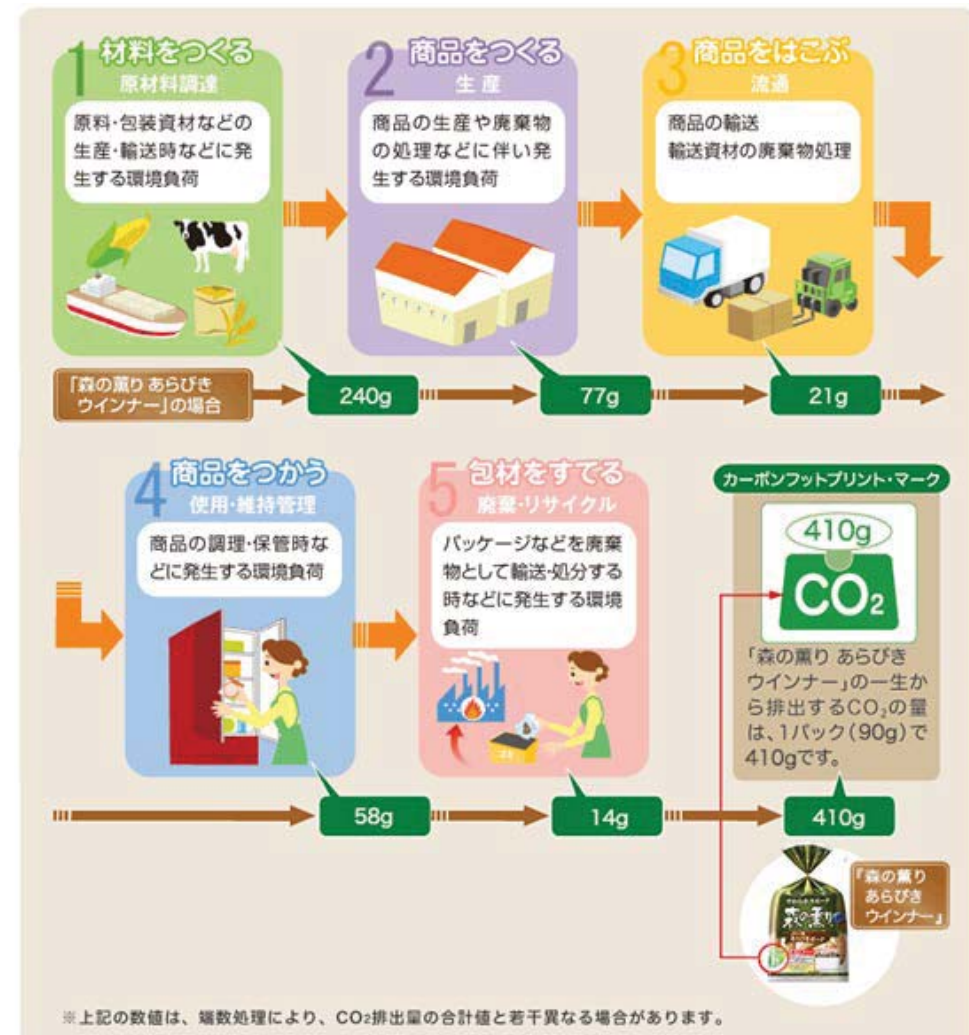 1 材料をつくる
原材料調達
原料・包装資材などの
生産・輸送時などに発
生する環境負荷
2 商品をつくる
生産
商品の生産や廃棄物
の処理などに伴い発
生する環境負荷
3 商品をはこぶ
流通
商品の輸送
輸送資材の廃棄物処理
「森の薫り あらびき
ウインナー」の場合
240g
77g
21g
4 商品をつかう
使用・維持管理
商品の調理・保管時な
どに発生する環境負荷
5 包材をすてる
廃棄・リサイクル
パッケージなどを廃棄
物として輸送・処分する
時などに発生する環境
負荷
カーボンフットプリント・マーク
410g
CO₂
「森の薫り あらびき
ウインナー」の一生か
ら排出するCO₂の量
は、1パック(90g)で
410gです。
58g
14g
410g
森の薫り
『森の薫り
あらびき
ウインナー』
※上記の数値は、端数処理により、CO₂排出量の合計値と若干異なる場合があります。